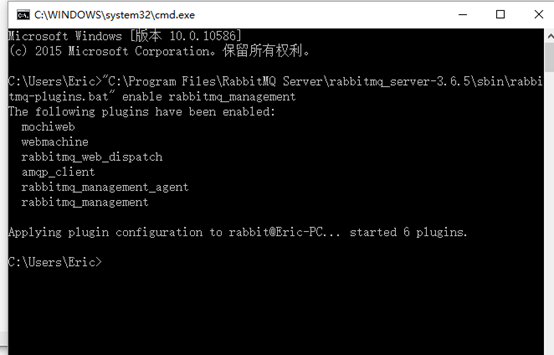 C:\WINDOWS\system32\cmd.exe
Microsoft Windows [版本 10.0.10586]
(c) 2015 Microsoft Corporation。保留所有权利。
C:\Users\Eric>"C:\Program Files\RabbitMQ Server\rabbitmq_server-3.6.5\sbin\rabbi
tmq-plugins.bat" enable rabbitmq_management
The following plugins have been enabled:
mochiweb
webmachine
rabbitmq_web_dispatch
amqp_client
rabbitmq_management_agent
rabbitmq_management
Applying plugin configuration to rabbit@Eric-PC... started 6 plugins.
C:\Users\Eric>